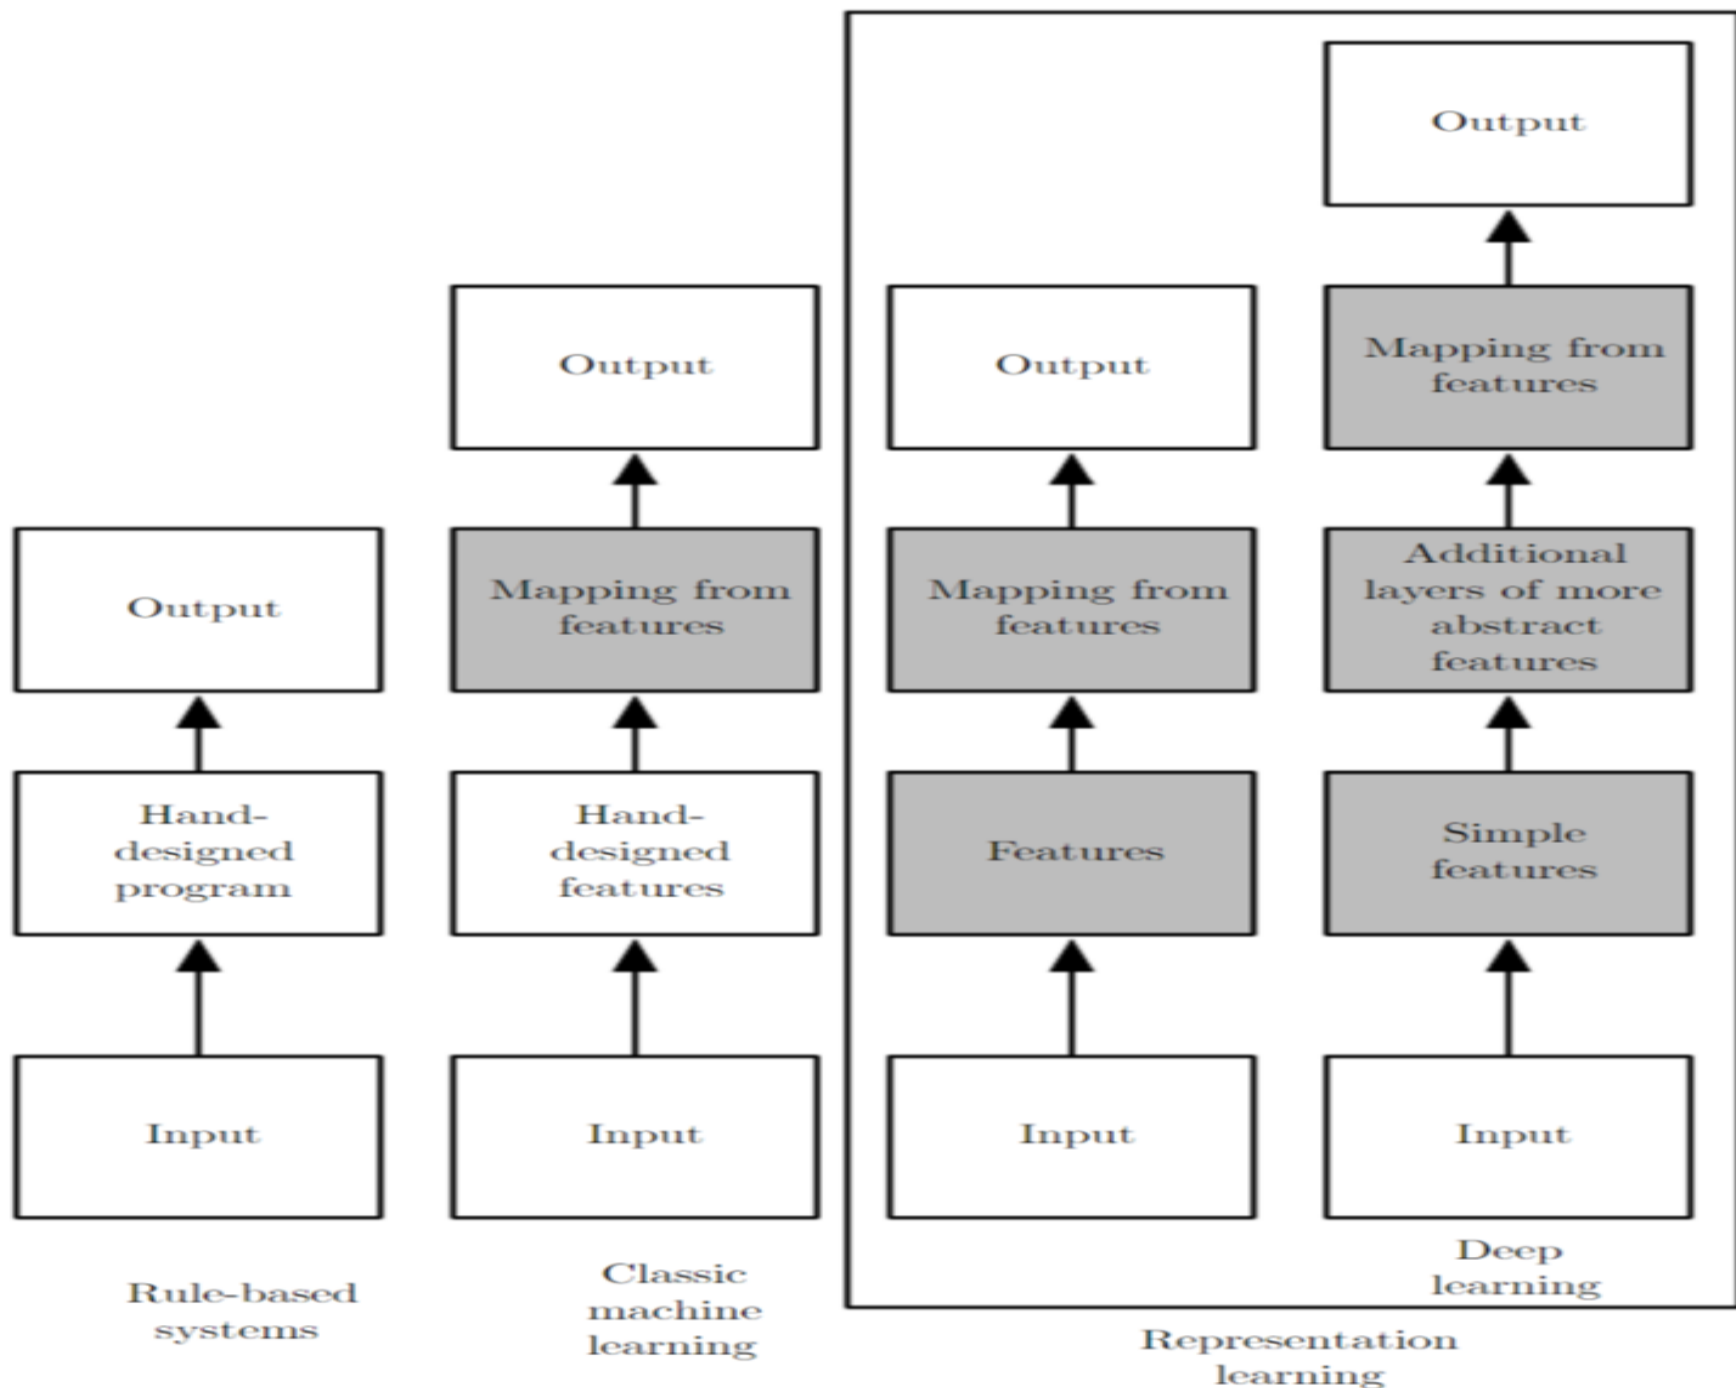 Output
Hand-
designed
program
Input
Rule-based
systems
Output
Mapping from
features
Hand-
designed
features
Input
Classic
machine
learning
Output
Mapping from
features
Features
Input
Output
Mapping from
features
Additional
layers of more
abstract
features
Simple
features
Input
Deep
learning
Representation
learning